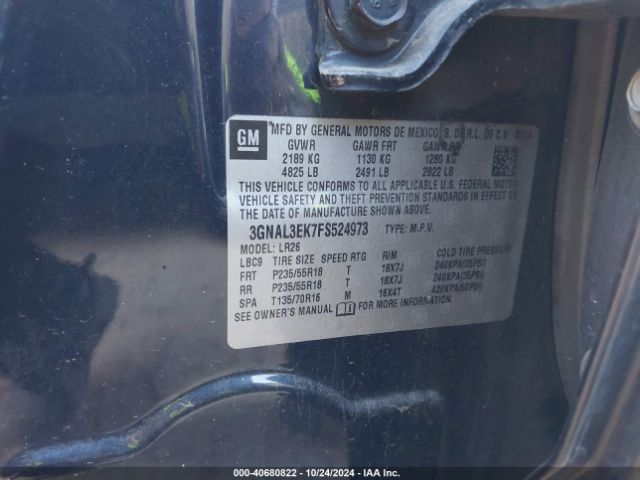 GM
MFD BY GENERAL MOTORS DE MEXICO, S. DE R.L. DE C.V.
GVWR GAWR FRT GAWR RR
2189 KG 1130 KG 1280 KG
4825 LB 2491 LB 2822 LB
THIS VEHICLE CONFORMS TO ALL APPLICABLE U.S. FEDERAL MOTOR
VEHICLE SAFETY AND THEFT PREVENTION STANDARDS IN EFFECT ON
THE DATE OF MANUFACTURE SHOWN ABOVE.
3GNAL3EK7FS524973 TYPE: M.P.V.
MODEL: LR26
LBC9 TIRE SIZE SPEED RTG RIM COLD TIRE PRESSURE
FRT P235/55R18 T 18X7J 240KPA(35PSI)
RR P235/55R18 T 18X7J 240KPA(35PSI)
SPA T135/70R16 M 16X4T 420KPA(60PSI)
SEE OWNER'S MANUAL FOR MORE INFORMATION.
000-40680822 - 10/24/2024 - IAA Inc.